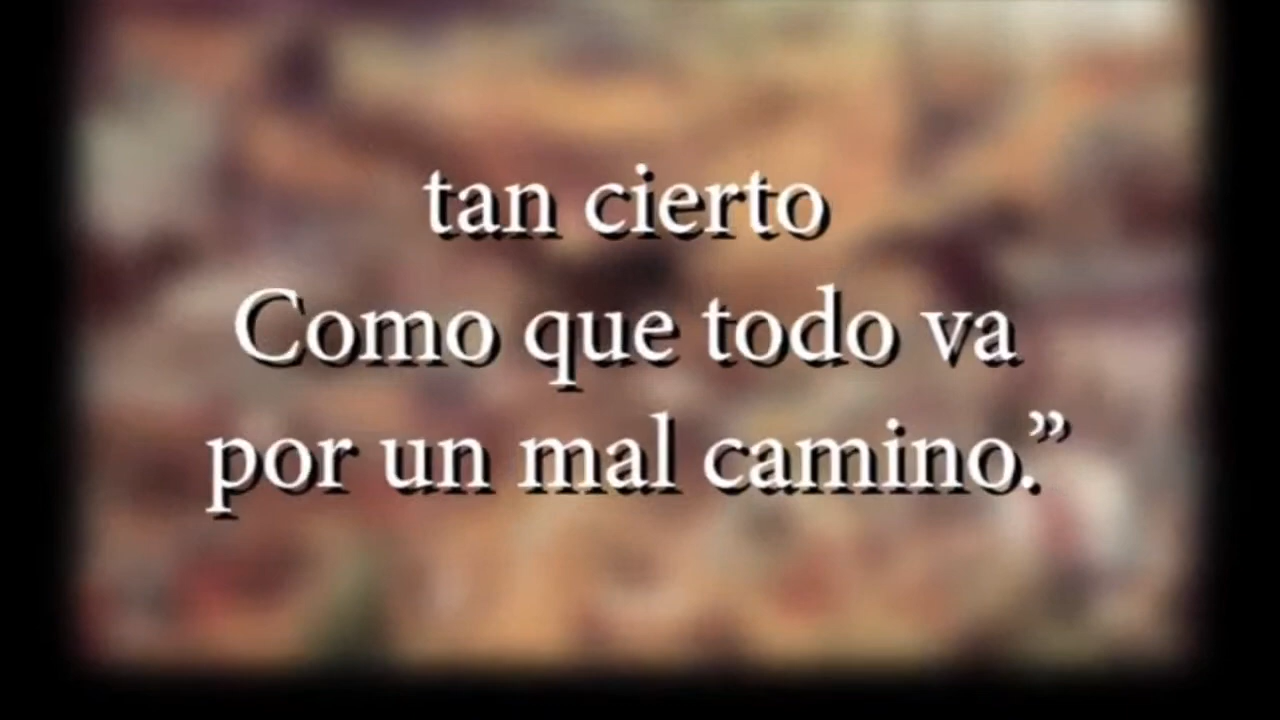 tan cierto
Como que todo va
por un mal camino.”